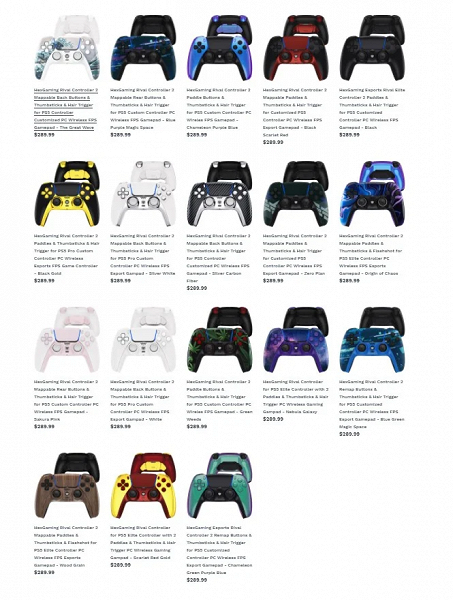 HexGaming Rival Controller 2
Mappable Back Buttons &
Thumbsticks & Hair Trigger
for PS5 Controller
Customized PC Wireless FPS
Gamepad - The Great Wave
$289.99
HexGaming Rival Controller 2
Mappable Rear Buttons &
Thumbsticks & Hair Trigger
for PS5 Custom Controller PC
Wireless FPS Gamepad - Blue
Purple Magic Space
$289.99
HexGaming Rival Controller 2
Paddle Buttons &
Thumbsticks & Hair Trigger
for PS5 Custom Controller PC
Wireless FPS Gamepad -
Chameleon Purple Blue
$289.99
HexGaming Rival Controller 2
Mappable Paddles &
Thumbsticks & Hair Trigger
for PS5 Customized
Controller PC Wireless FPS
Esport Gamepad - Black
Scarlet Red
$289.99
HexGaming Esports Rival Elite
Controller 2 Paddles &
Thumbsticks & Hair Trigger
for PS5 Customized
Controller PC Wireless FPS
Gamepad - Black
$289.99
HexGaming Rival Controller 2
Paddles & Thumbsticks & Hair
Trigger for PS5 Pro Custom
Controller PC Wireless
Esports FPS Game Controller
- Black Gold
$289.99
HexGaming Rival Controller 2
Mappable Back Buttons &
Thumbsticks & Hair Trigger
for PS5 Pro Custom
Controller PC Wireless FPS
Esport Gamepad - Silver White
$289.99
HexGaming Rival Controller 2
Mappable Back Buttons &
Thumbsticks & Hair Trigger
for PS5 Customized
Controller PC Wireless FPS
Gamepad - Silver Carbon
Fiber
$289.99
HexGaming Rival Controller 2
Mappable Paddles &
Thumbsticks & Hair Trigger
for PS5 Customized
Controller PC Wireless FPS
Esport Gamepad - Zero Plan
$289.99
HexGaming Rival Controller 2
Mappable Paddles &
Thumbsticks & Flashshot for
PS5 Elite Controller PC
Wireless FPS Esports
Gamepad - Origin of Chaos
$289.99
HexGaming Rival Controller 2
Mappable Rear Buttons &
Thumbsticks & Hair Trigger
for PS5 Custom Controller PC
Wireless FPS Gamepad -
Sakura Pink
$289.99
HexGaming Rival Controller 2
Mappable Back Buttons &
Thumbsticks & Hair Trigger
for PS5 Pro Custom
Controller PC Wireless FPS
Esport Gamepad - White
$289.99
HexGaming Rival Controller 2
Paddle Buttons &
Thumbsticks & Hair Trigger
for PS5 Custom Controller PC
Wireless FPS Gamepad - Green
Weeds
$289.99
HexGaming Rival Controller
for PS5 Elite Controller with 2
Paddles & Thumbsticks & Hair
Trigger PC Wireless Gaming
Gamepad - Nebula Galaxy
$289.99
HexGaming Rival Controller 2
Remap Buttons &
Thumbsticks & Hair Trigger
for PS5 Customized
Controller PC Wireless FPS
Esport Gamepad - Blue Green
Magic Space
$289.99
HexGaming Rival Controller 2
Mappable Paddles &
Thumbsticks & Flashshot for
PS5 Elite Controller PC
Wireless FPS Esports
Gamepad - Wood Grain
$289.99
HexGaming Rival Controller
for PS5 Elite Controller with 2
Paddles & Thumbsticks & Hair
Trigger PC Wireless Gaming
Gamepad - Scarlet Red Gold
$289.99
HexGaming Esports Rival
Controller 2 Remap Buttons &
Thumbsticks & Hair Trigger
for PS5 Customized
Controller PC Wireless FPS
Esport Gamepad - Chameleon
Green Purple Blue
$289.99